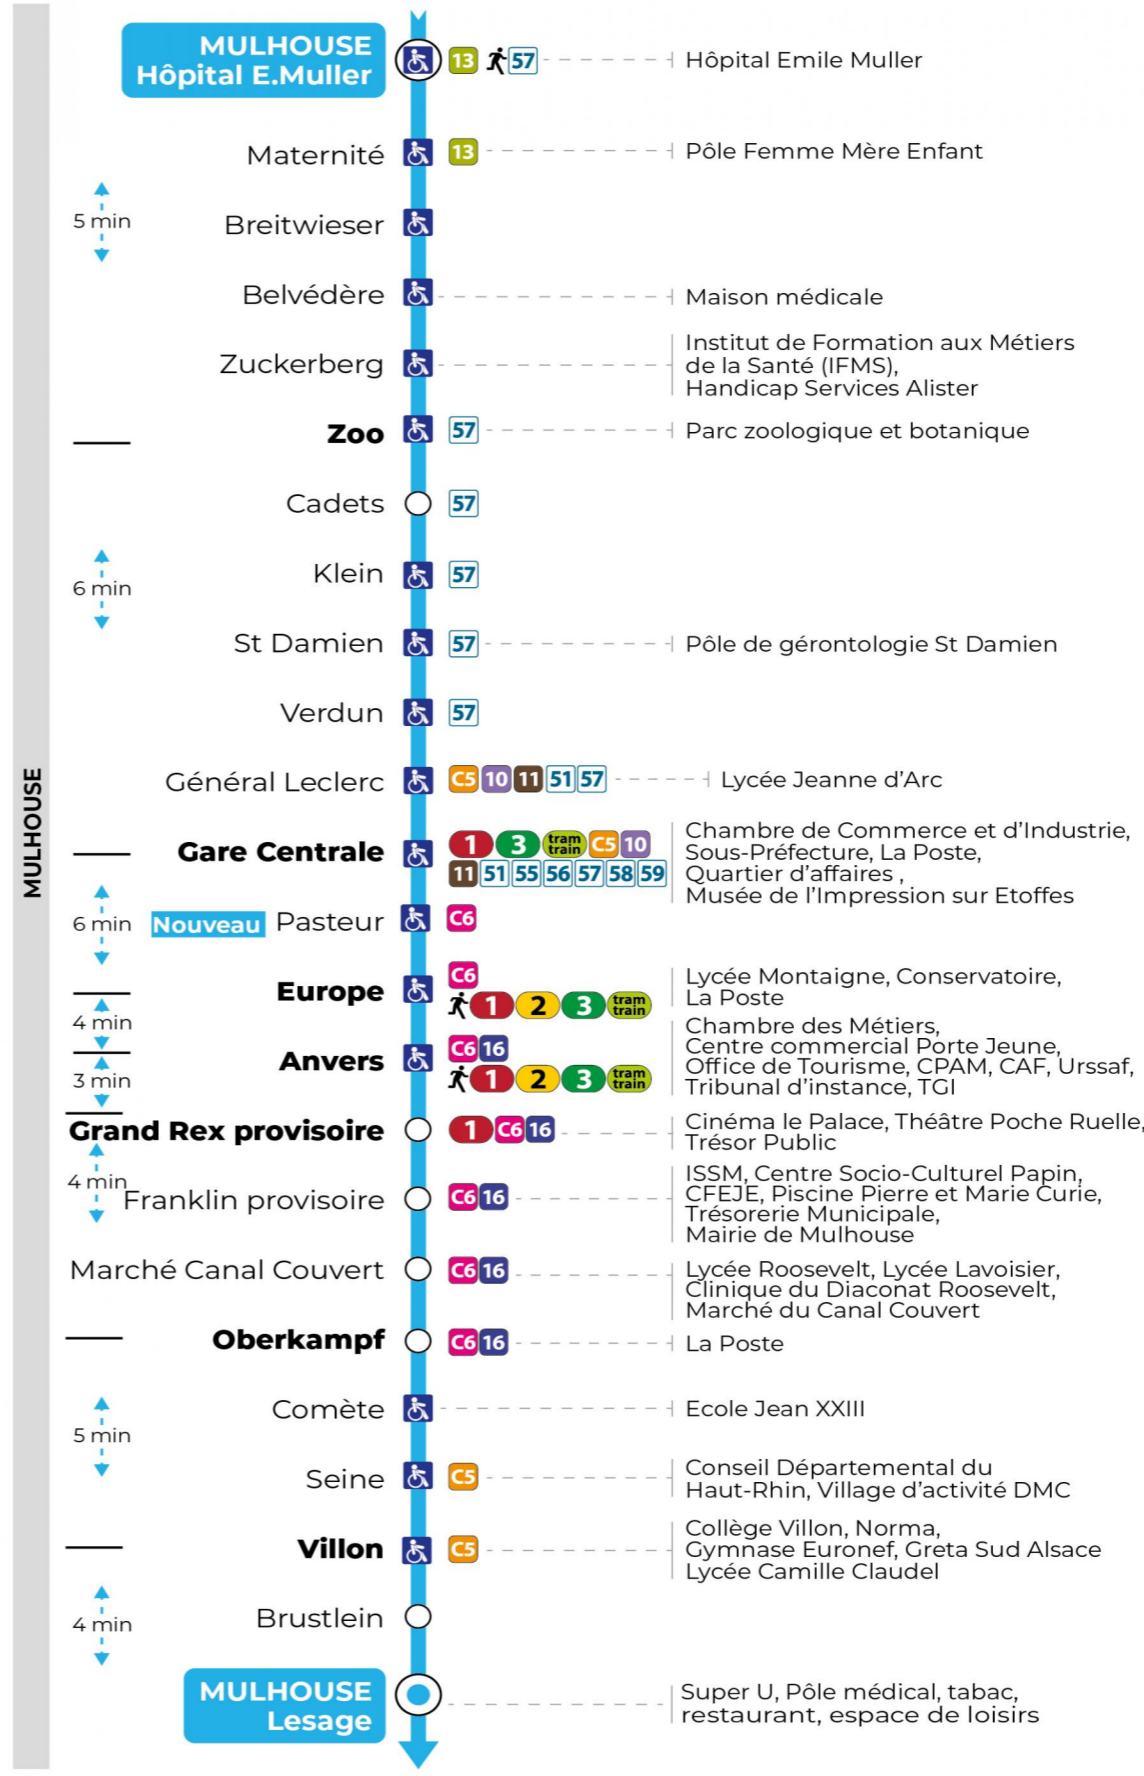 MULHOUSE
MULHOUSE
Hôpital E.Muller
13 57
Hôpital Emile Muller
Maternité
13
Pôle Femme Mère Enfant
5 min
Breitwieser
Belvédère
Maison médicale
Zuckerberg
Institut de Formation aux Métiers
de la Santé (IFMS),
Handicap Services Alister
Zoo
57
Parc zoologique et botanique
Cadets
57
Klein
57
6 min
St Damien
57
Pôle de gérontologie St Damien
Verdun
57
Général Leclerc
C5 10 11 51 57
Lycée Jeanne d'Arc
Gare Centrale
1 3 tram train C5 10
11 51 55 56 57 58 59
Chambre de Commerce et d'Industrie,
Sous-Préfecture, La Poste,
Quartier d'affaires ,
Musée de l'Impression sur Etoffes
6 min
Nouveau Pasteur
C6
Europe
C6
1 2 3 tram train
Lycée Montaigne, Conservatoire,
La Poste
4 min
Anvers
C6 16
1 2 3 tram train
Chambre des Métiers,
Centre commercial Porte Jeune,
Office de Tourisme, CPAM, CAF, Urssaf,
Tribunal d'instance, TGI
3 min
Grand Rex provisoire
1 C6 16
Cinéma le Palace, Théâtre Poche Ruelle,
Trésor Public
4 min
Franklin provisoire
C6 16
ISSM, Centre Socio-Culturel Papin,
CFEJE, Piscine Pierre et Marie Curie,
Trésorerie Municipale,
Mairie de Mulhouse
Marché Canal Couvert
C6 16
Lycée Roosevelt, Lycée Lavoisier,
Clinique du Diaconat Roosevelt,
Marché du Canal Couvert
Oberkampf
C6 16
La Poste
Comète
Ecole Jean XXIII
5 min
Seine
C5
Conseil Départemental du
Haut-Rhin, Village d'activité DMC
Villon
C5
Collège Villon, Norma,
Gymnase Euronef, Greta Sud Alsace
Lycée Camille Claudel
4 min
Brustlein
MULHOUSE
Lesage
Super U, Pôle médical, tabac,
restaurant, espace de loisirs